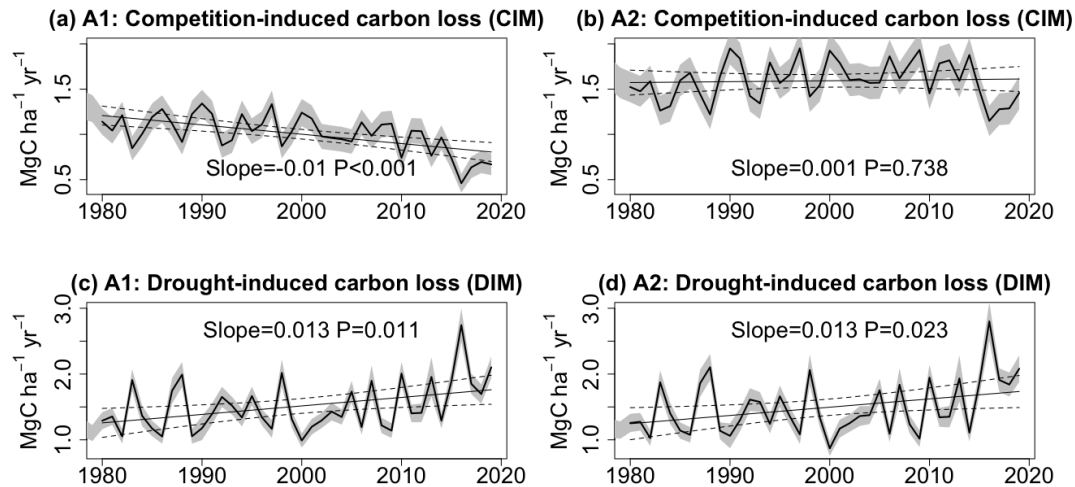 (a) A1: Competition-induced carbon loss (CIM)
MgC ha⁻¹ yr⁻¹
1.5
0.5
Slope=-0.01 P<0.001
1980 1990 2000 2010 2020
(b) A2: Competition-induced carbon loss (CIM)
MgC ha⁻¹ yr⁻¹
1.5
0.5
Slope=0.001 P=0.738
1980 1990 2000 2010 2020
(c) A1: Drought-induced carbon loss (DIM)
MgC ha⁻¹ yr⁻¹
3.0
2.0
1.0
Slope=0.013 P=0.011
1980 1990 2000 2010 2020
(d) A2: Drought-induced carbon loss (DIM)
MgC ha⁻¹ yr⁻¹
3.0
2.0
1.0
Slope=0.013 P=0.023
1980 1990 2000 2010 2020